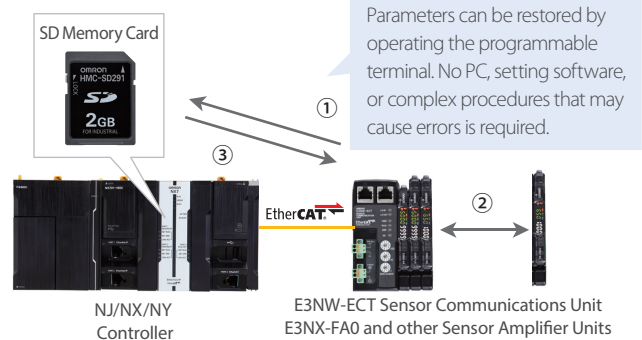 Parameters can be restored by
operating the programmable
terminal. No PC, setting software,
or complex procedures that may
cause errors is required.
SD Memory Card
OMRON
HMC-SD291
LOCK
SD
2GB
FOR INDUSTRIAL
①
③
EtherCAT
②
NJ/NX/NY
Controller
E3NW-ECT Sensor Communications Unit
E3NX-FA0 and other Sensor Amplifier Units